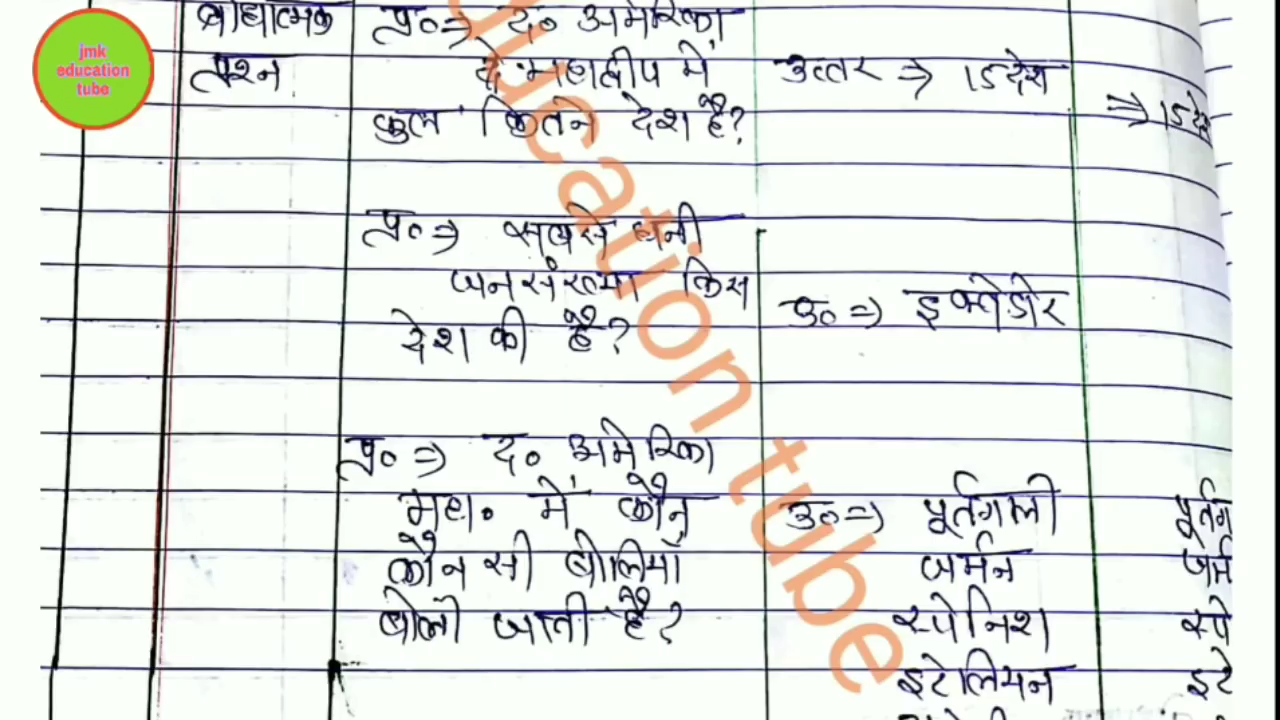 jmk
education
tube
बोधात्मक प्र०⇒ द० अमेरिका
प्रश्न के महाद्वीप में उत्तर ⇒ 15 देश
कुल कितने देश है? ⇒ 15
प्र०⇒ सबसे घनी
जनसंख्या किस
देश की है? उ०⇒ इक्वेडोर
प्र०⇒ द० अमेरिका
महा० में कौन उ०⇒ पूर्तगाली
कौन सी बोलियाँ जर्मन
बोली जाती है? स्पेनिश
इटेलियन
ducation tube